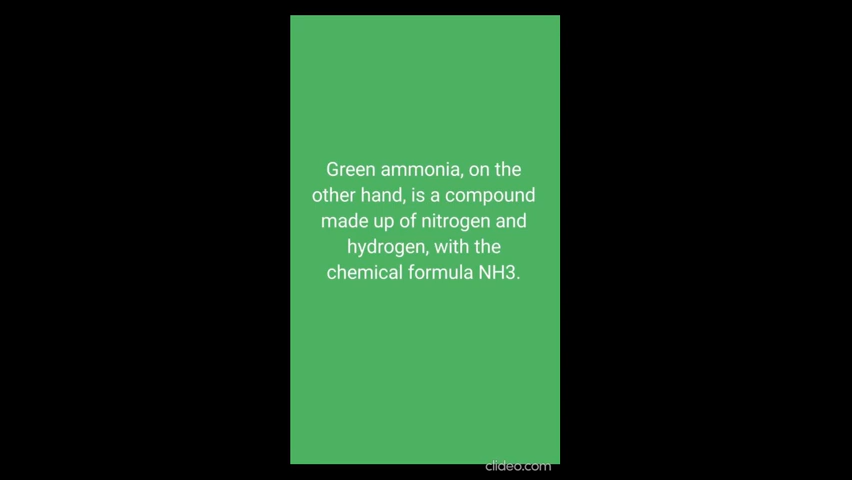 Green ammonia, on the
other hand, is a compound
made up of nitrogen and
hydrogen, with the
chemical formula NH3.
clideo.com